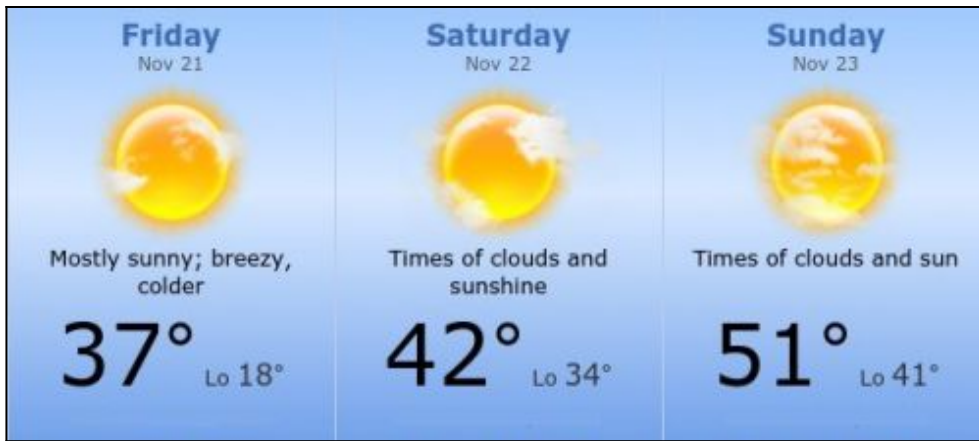 Friday
Nov 21
Mostly sunny; breezy,
colder
37° Lo 18°
Saturday
Nov 22
Times of clouds and
sunshine
42° Lo 34°
Sunday
Nov 23
Times of clouds and sun
51° Lo 41°